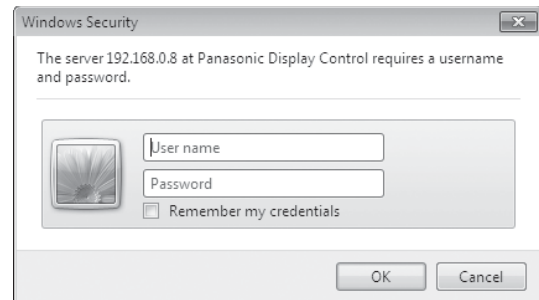 Windows Security
The server 192.168.0.8 at Panasonic Display Control requires a username
and password.
User name
Password
Remember my credentials
OK Cancel